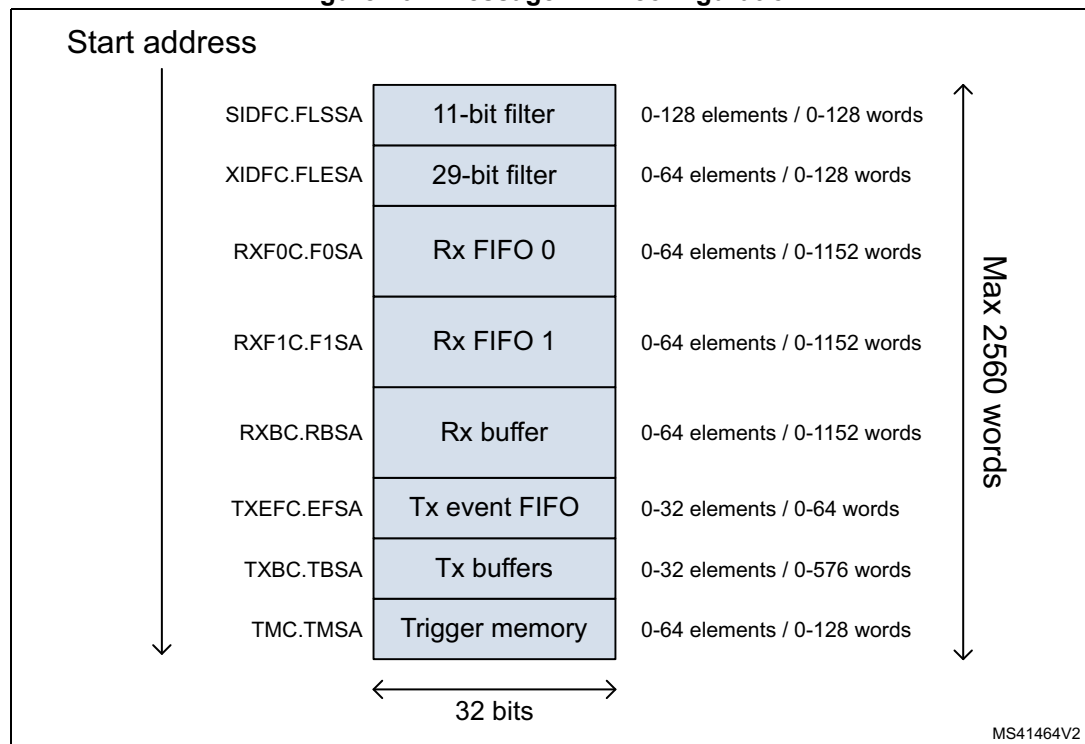 Start address
SIDFC.FLSSA 11-bit filter 0-128 elements / 0-128 words
XIDFC.FLESA 29-bit filter 0-64 elements / 0-128 words
RXF0C.F0SA Rx FIFO 0 0-64 elements / 0-1152 words
RXF1C.F1SA Rx FIFO 1 0-64 elements / 0-1152 words
RXBC.RBSA Rx buffer 0-64 elements / 0-1152 words
TXEFC.EFSA Tx event FIFO 0-32 elements / 0-64 words
TXBC.TBSA Tx buffers 0-32 elements / 0-576 words
TMC.TMSA Trigger memory 0-64 elements / 0-128 words
Max 2560 words
32 bits
MS41464V2